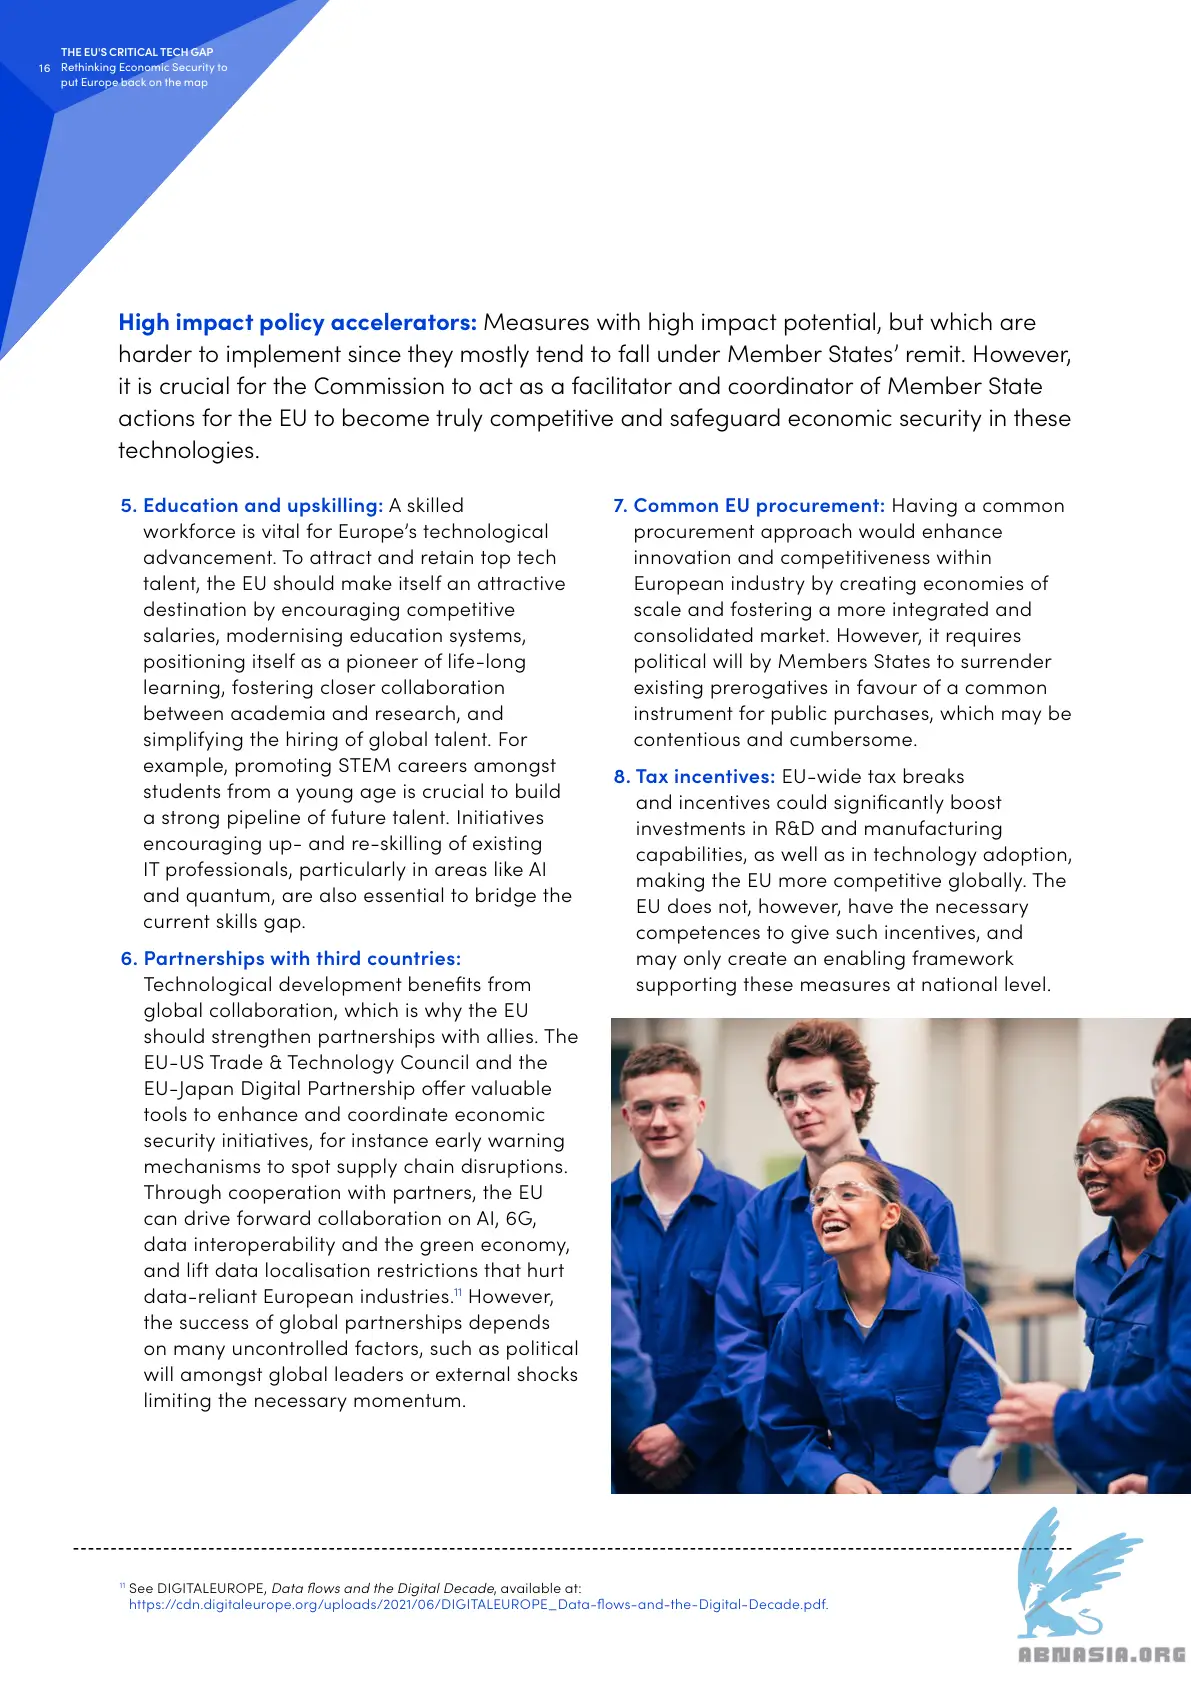 THE EU'S CRITICAL TECH GAP
16 Rethinking Economic Security to
put Europe back on the map
High impact policy accelerators: Measures with high impact potential, but which are
harder to implement since they mostly tend to fall under Member States’ remit. However,
it is crucial for the Commission to act as a facilitator and coordinator of Member State
actions for the EU to become truly competitive and safeguard economic security in these
technologies.
5. Education and upskilling: A skilled
workforce is vital for Europe’s technological
advancement. To attract and retain top tech
talent, the EU should make itself an attractive
destination by encouraging competitive
salaries, modernising education systems,
positioning itself as a pioneer of life-long
learning, fostering closer collaboration
between academia and research, and
simplifying the hiring of global talent. For
example, promoting STEM careers amongst
students from a young age is crucial to build
a strong pipeline of future talent. Initiatives
encouraging up- and re-skilling of existing
IT professionals, particularly in areas like AI
and quantum, are also essential to bridge the
current skills gap.
6. Partnerships with third countries:
Technological development benefits from
global collaboration, which is why the EU
should strengthen partnerships with allies. The
EU-US Trade & Technology Council and the
EU-Japan Digital Partnership offer valuable
tools to enhance and coordinate economic
security initiatives, for instance early warning
mechanisms to spot supply chain disruptions.
Through cooperation with partners, the EU
can drive forward collaboration on AI, 6G,
data interoperability and the green economy,
and lift data localisation restrictions that hurt
data-reliant European industries.11 However,
the success of global partnerships depends
on many uncontrolled factors, such as political
will amongst global leaders or external shocks
limiting the necessary momentum.
7. Common EU procurement: Having a common
procurement approach would enhance
innovation and competitiveness within
European industry by creating economies of
scale and fostering a more integrated and
consolidated market. However, it requires
political will by Members States to surrender
existing prerogatives in favour of a common
instrument for public purchases, which may be
contentious and cumbersome.
8. Tax incentives: EU-wide tax breaks
and incentives could significantly boost
investments in R&D and manufacturing
capabilities, as well as in technology adoption,
making the EU more competitive globally. The
EU does not, however, have the necessary
competences to give such incentives, and
may only create an enabling framework
supporting these measures at national level.
11 See DIGITALEUROPE, Data flows and the Digital Decade, available at:
https://cdn.digitaleurope.org/uploads/2021/06/DIGITALEUROPE_Data-flows-and-the-Digital-Decade.pdf.
ABNASIA.ORG